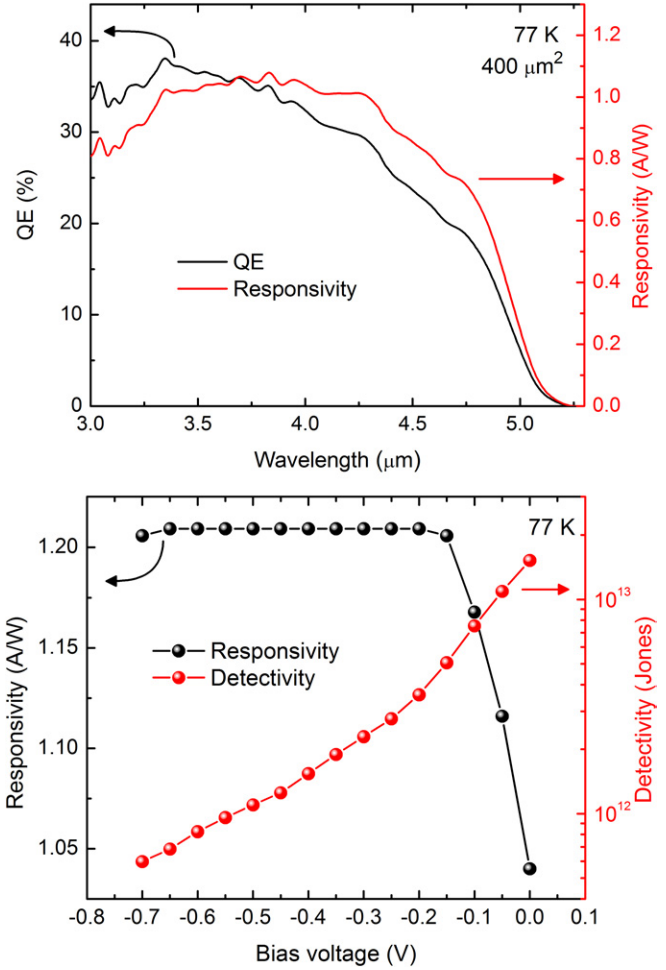 77 K
400 μm²
QE (%)
40
30
20
10
0
1.2
1.0
0.8
0.6
0.4
0.2
0.0
Responsivity (A/W)
QE
Responsivity
3.0
3.5
4.0
4.5
5.0
Wavelength (μm)
77 K
Responsivity (A/W)
1.20
1.15
1.10
1.05
10¹³
10¹²
Detectivity (Jones)
Responsivity
Detectivity
-0.8
-0.7
-0.6
-0.5
-0.4
-0.3
-0.2
-0.1
0.0
0.1
Bias voltage (V)